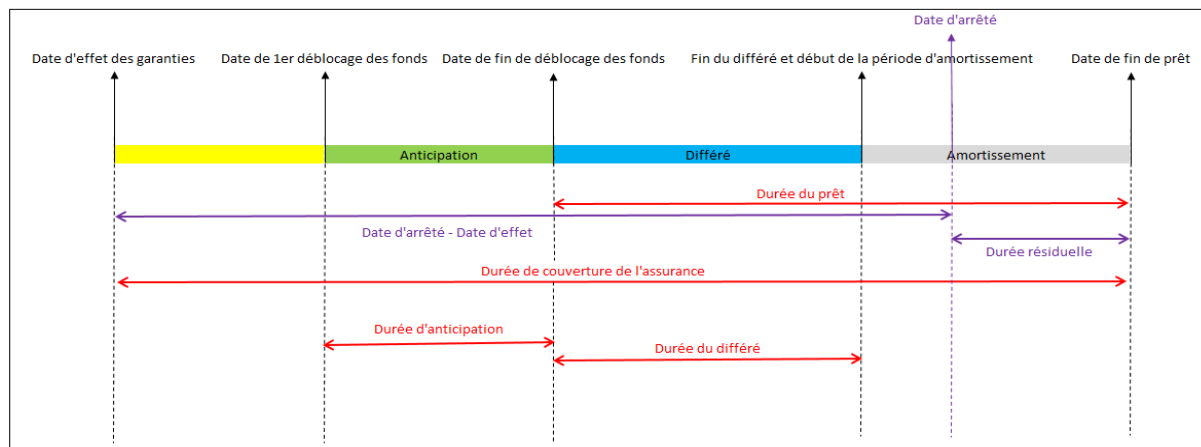 Date d'arrêté
Date d'effet des garanties
Date de 1er déblocage des fonds
Date de fin de déblocage des fonds
Fin du différé et début de la période d'amortissement
Date de fin de prêt
Anticipation
Différé
Amortissement
Durée du prêt
Date d'arrêté - Date d'effet
Durée résiduelle
Durée de couverture de l'assurance
Durée d'anticipation
Durée du différé